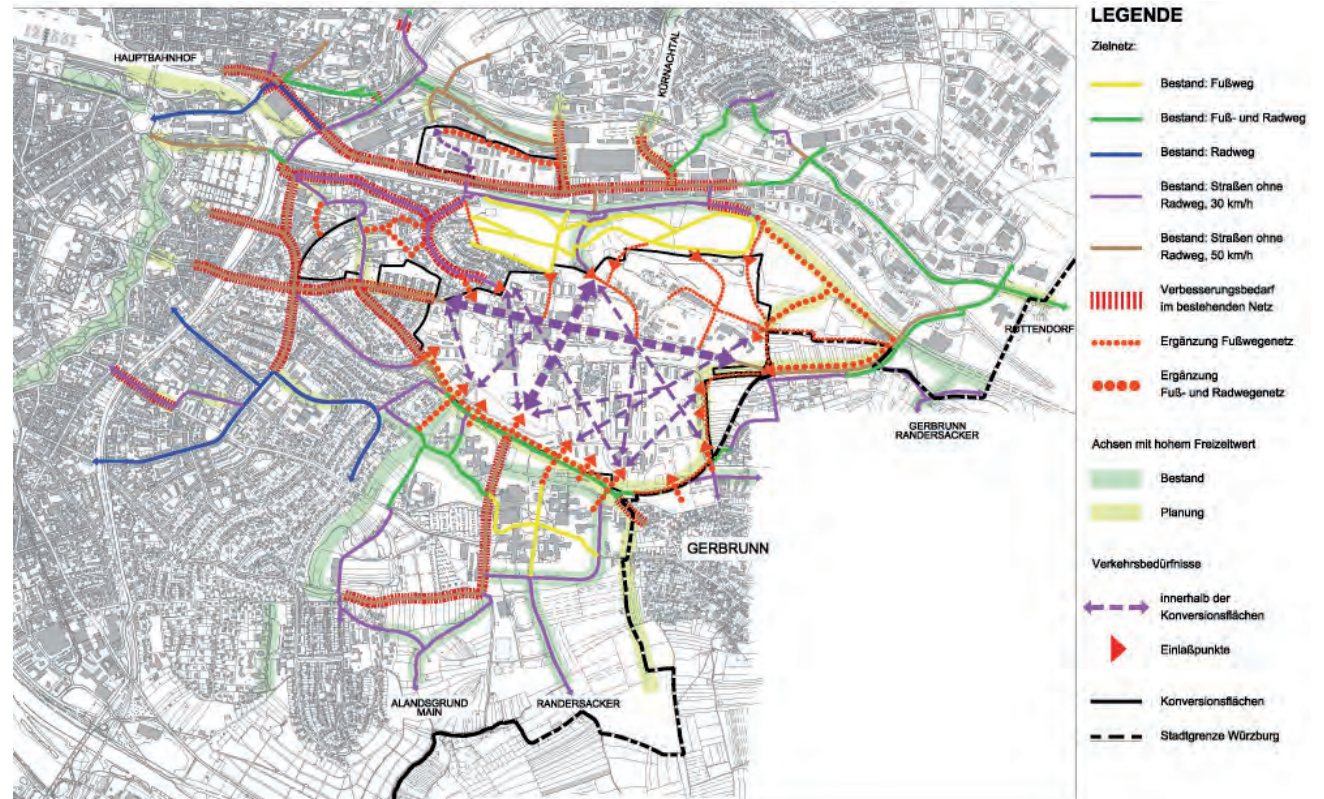 HAUPTBAHNHOF
KÜRNACHTAL
ROTTENDORF
GERBRUNN
RANDERSACKER
GERBRUNN
ALANDSGRUND
MAIN
RANDERSACKER
LEGENDE
Zielnetz:
Bestand: Fußweg
Bestand: Fuß- und Radweg
Bestand: Radweg
Bestand: Straßen ohne
Radweg, 30 km/h
Bestand: Straßen ohne
Radweg, 50 km/h
Verbesserungsbedarf
im bestehenden Netz
Ergänzung Fußwegenetz
Ergänzung
Fuß- und Radwegenetz
Achsen mit hohem Freizeitwert
Bestand
Planung
Verkehrsbedürfnisse
innerhalb der
Konversionsflächen
Einlaßpunkte
Konversionsflächen
Stadtgrenze Würzburg